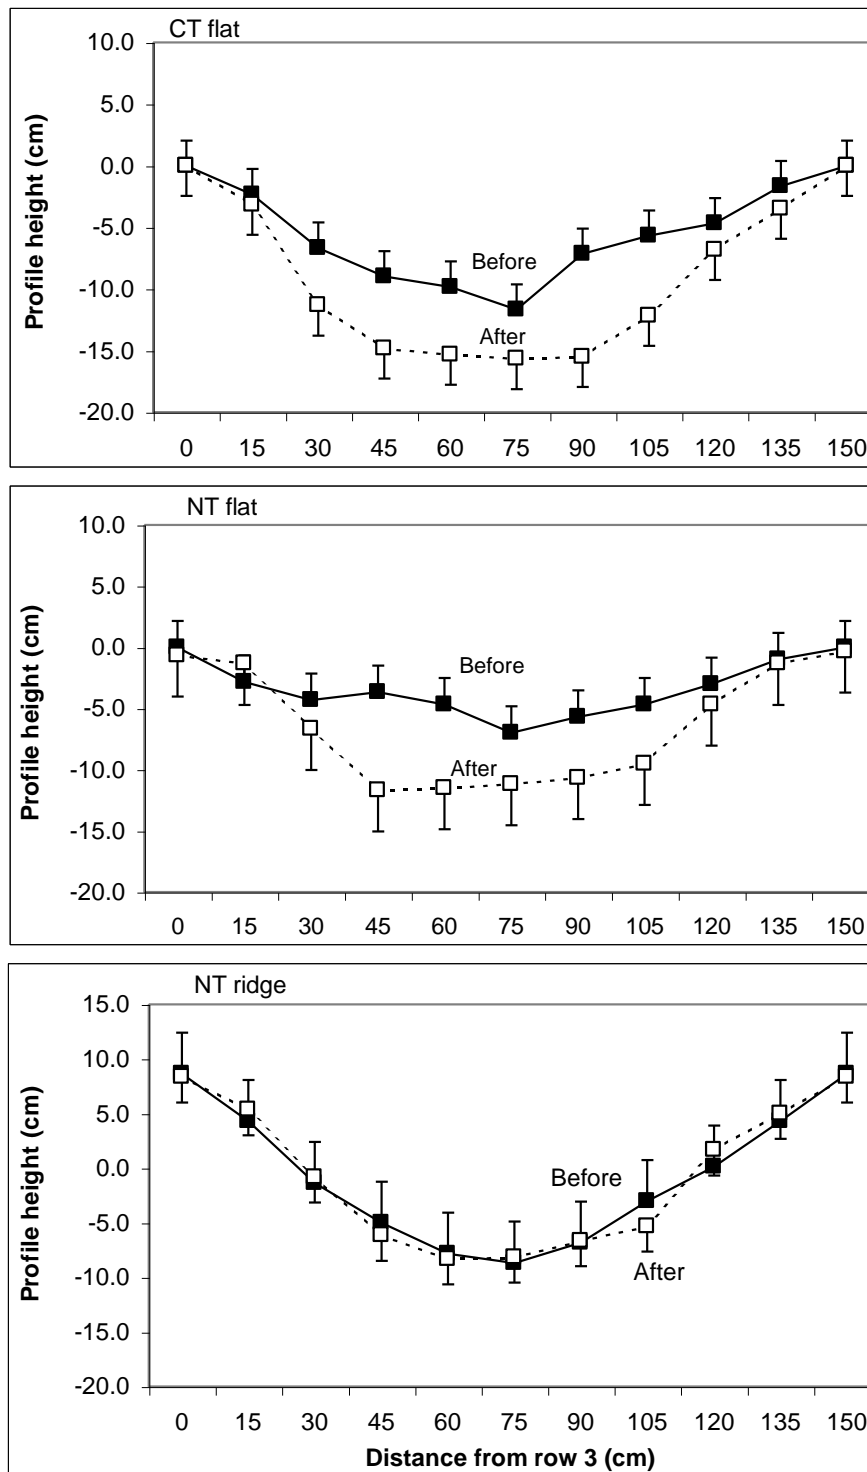 CT flat
10.0
5.0
0.0
-5.0
-10.0
-15.0
-20.0
Profile height (cm)
Before
After
0 15 30 45 60 75 90 105 120 135 150
NT flat
10.0
5.0
0.0
-5.0
-10.0
-15.0
-20.0
Profile height (cm)
Before
After
0 15 30 45 60 75 90 105 120 135 150
NT ridge
15.0
10.0
5.0
0.0
-5.0
-10.0
-15.0
-20.0
Profile height (cm)
Before
After
0 15 30 45 60 75 90 105 120 135 150
Distance from row 3 (cm)